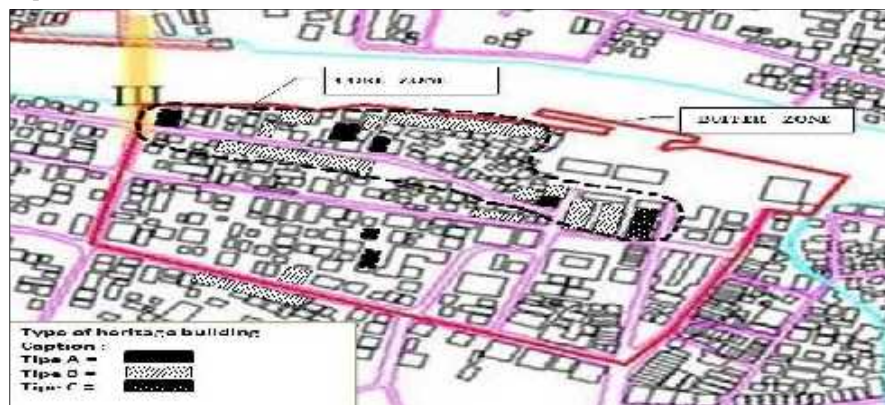 CORE ZONE
III
BUFFER ZONE
Type of heritage building
Caption :
Tipe A =
Tipe B =
Tipe C =